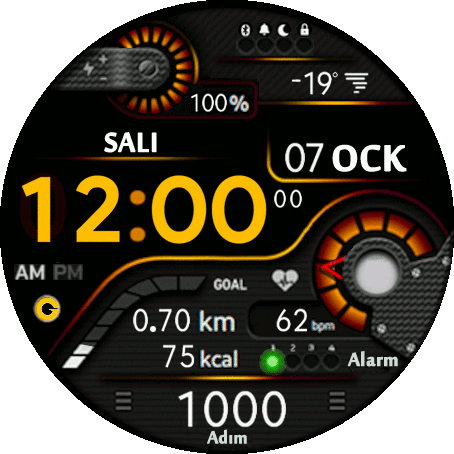 -19°
100%
SALI
07 OCK
12:00 00
AM PM
GOAL
0.70 km
62 bpm
75 kcal
1 2 3 4
Alarm
1000
Adım